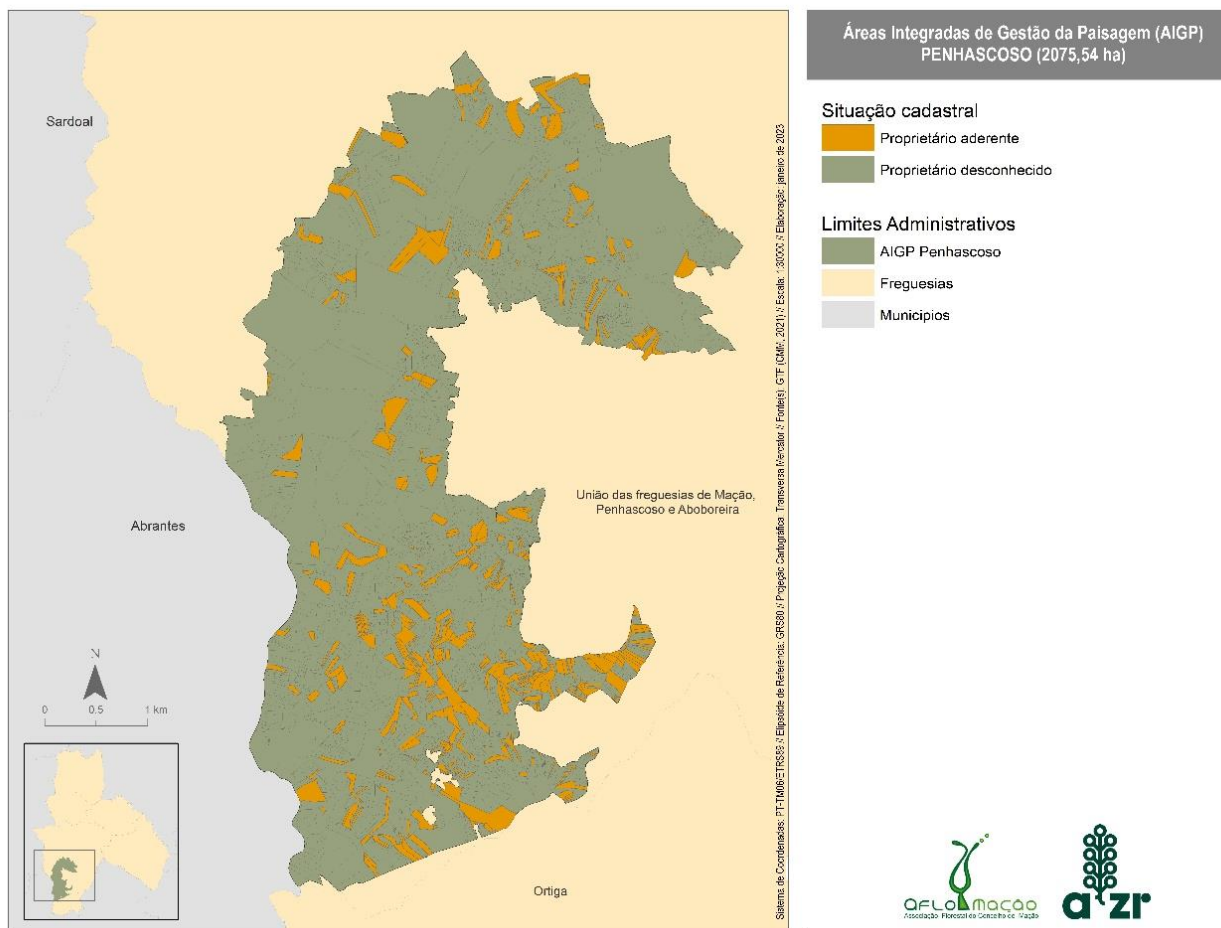 Áreas Integradas de Gestão da Paisagem (AIGP)
PENHASCOSO (2075,54 ha)
Situação cadastral
Proprietário aderente
Proprietário desconhecido
Limites Administrativos
AIGP Penhascoso
Freguesias
Municípios
Sardoal
Abrantes
União das freguesias de Mação,
Penhascoso e Aboboreira
Ortiga
N
0 0.5 1 km
Sistema de Coordenadas: PT-TM06/ETRS89 // Elipsóide de Referência: GRS80 // Projeção Cartográfica: Transversa Mercator // Fonte(s): GTF (CMM, 2021) // Escala: 1:30000 // Elaboração: janeiro de 2023
aflomação
Associação Florestal do Concelho de Mação
aizr